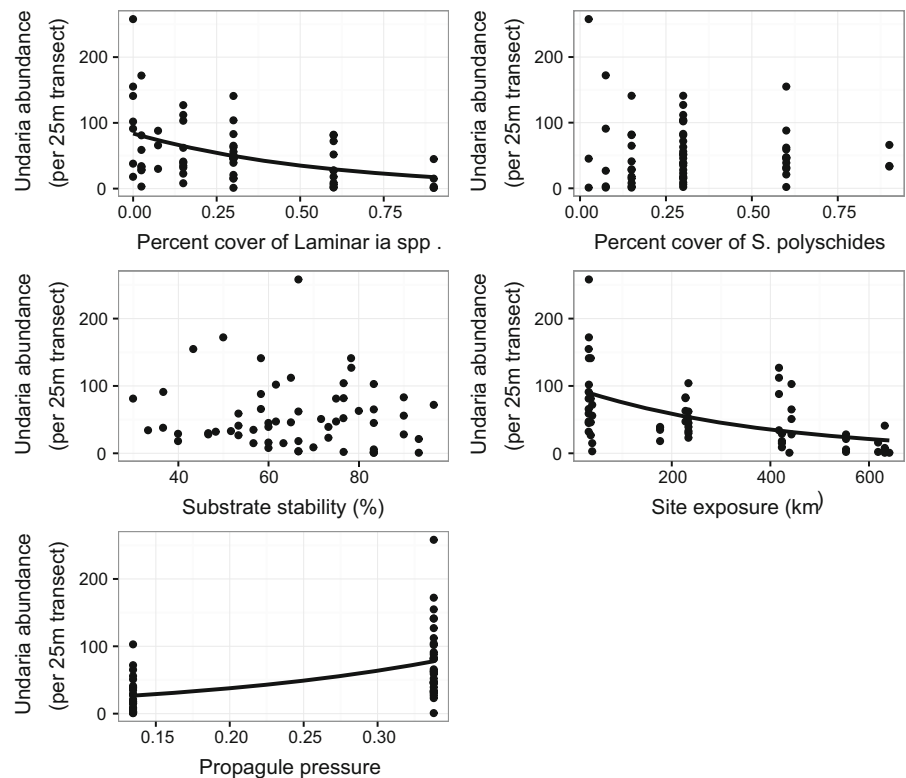 Undaria abundance
(per 25m transect)
200
100
0
0.00 0.25 0.50 0.75
Percent cover of Laminar ia spp .
Undaria abundance
(per 25m transect)
200
100
0
0.00 0.25 0.50 0.75
Percent cover of S. polyschides
Undaria abundance
(per 25m transect)
200
100
0
40 60 80
Substrate stability (%)
Undaria abundance
(per 25m transect)
200
100
0
200 400 600
Site exposure (km)
Undaria abundance
(per 25m transect)
200
100
0
0.15 0.20 0.25 0.30
Propagule pressure